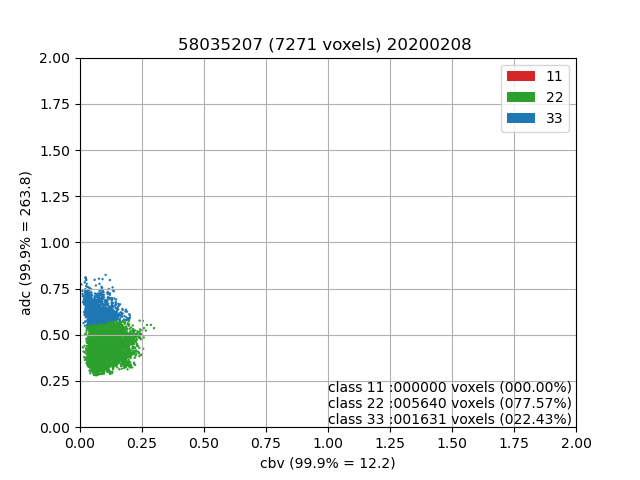 58035207 (7271 voxels) 20200208
2.00
1.75
1.50
1.25
1.00
0.75
0.50
0.25
0.00
adc (99.9% = 263.8)
11
22
33
class 11 :000000 voxels (000.00%)
class 22 :005640 voxels (077.57%)
class 33 :001631 voxels (022.43%)
0.00 0.25 0.50 0.75 1.00 1.25 1.50 1.75 2.00
cbv (99.9% = 12.2)